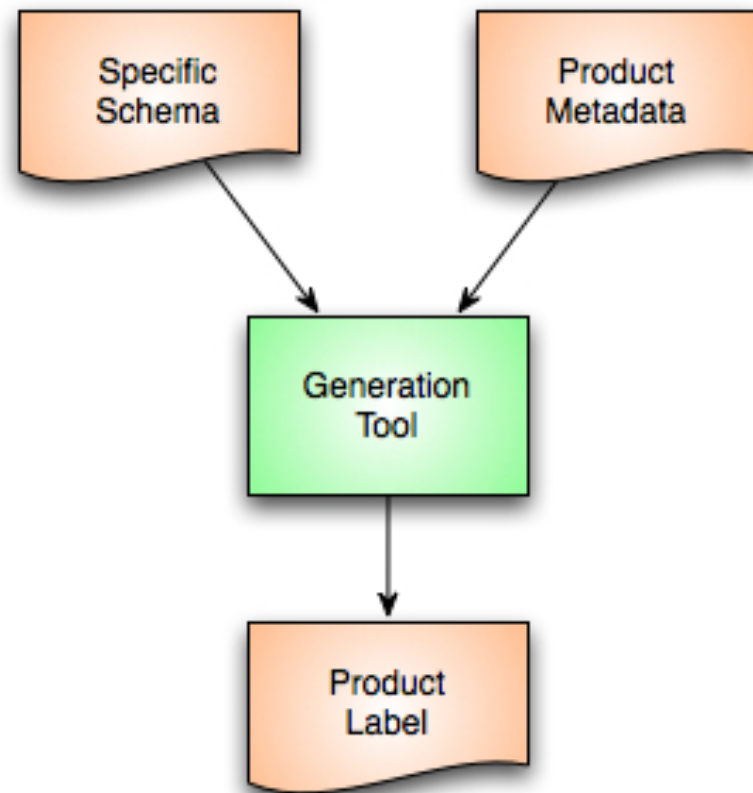 Specific
Schema
Product
Metadata
Generation
Tool
Product
Label